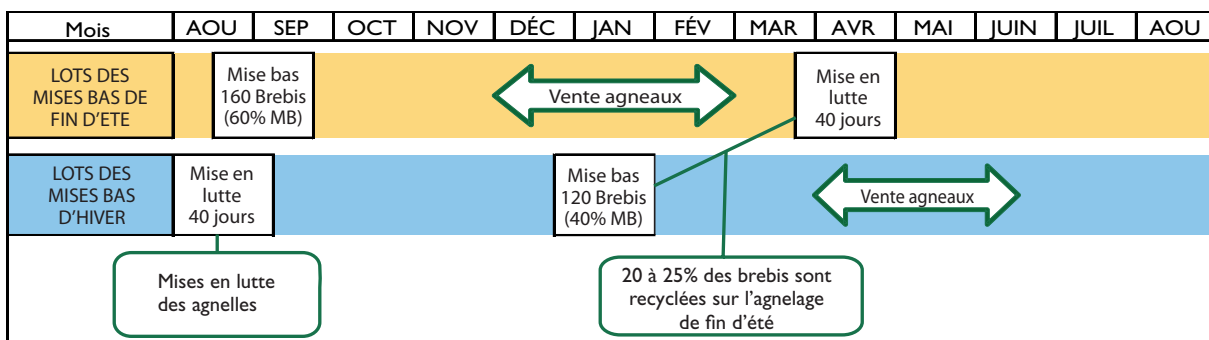 Mois AOU SEP OCT NOV DÉC JAN FÉV MAR AVR MAI JUIN JUIL AOU
LOTS DES
MISES BAS DE
FIN D'ETE
Mise bas
160 Brebis
(60% MB)
Vente agneaux
Mise en
lutte
40 jours
LOTS DES
MISES BAS
D'HIVER
Mise en
lutte
40 jours
Mise bas
120 Brebis
(40% MB)
Vente agneaux
Mises en lutte
des agnelles
20 à 25% des brebis sont
recyclées sur l'agnelage
de fin d'été